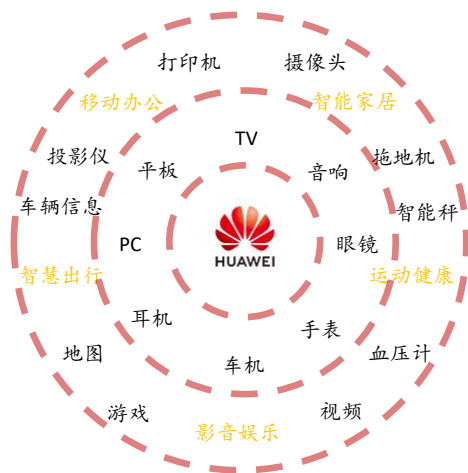 打印机
摄像头
移动办公
智能家居
TV
投影仪
平板
音响
拖地机
车辆信息
智能秤
PC
眼镜
HUAWEI
智慧出行
运动健康
耳机
手表
地图
车机
血压计
游戏
影音娱乐
视频